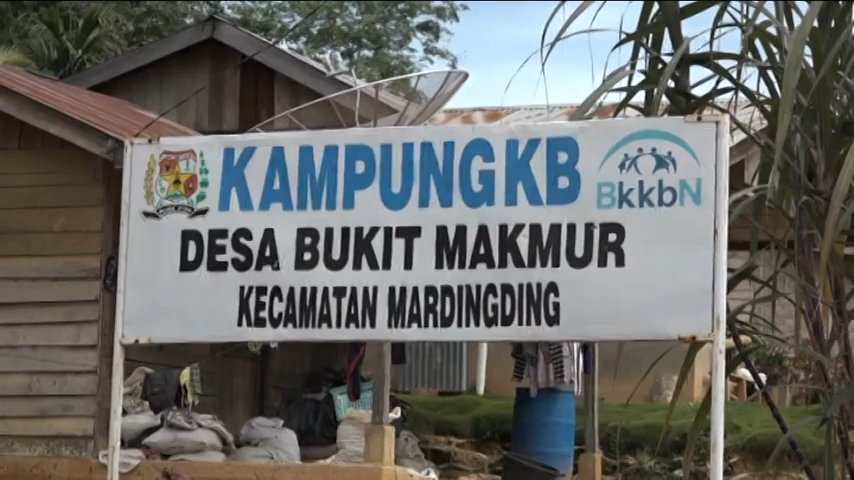 KAMPUNG KB
BkkbN
DESA BUKIT MAKMUR
KECAMATAN MARDINGDING